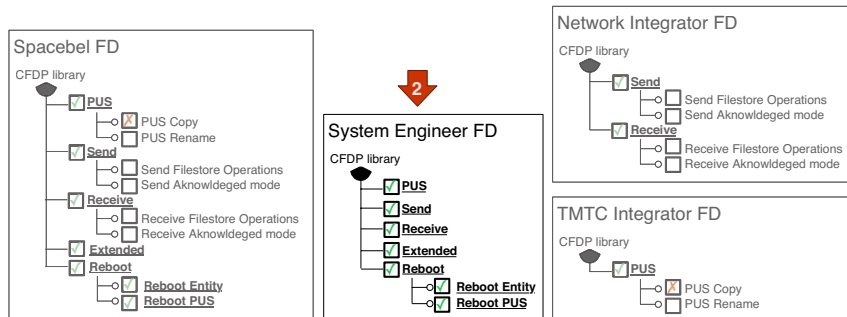 Spacebel FD
CFDP library
PUS
PUS Copy
PUS Rename
Send
Send Filestore Operations
Send Aknowldeged mode
Receive
Receive Filestore Operations
Receive Aknowldeged mode
Extended
Reboot
Reboot Entity
Reboot PUS
2
System Engineer FD
CFDP library
PUS
Send
Receive
Extended
Reboot
Reboot Entity
Reboot PUS
Network Integrator FD
CFDP library
Send
Send Filestore Operations
Send Aknowldeged mode
Receive
Receive Filestore Operations
Receive Aknowldeged mode
TMTC Integrator FD
CFDP library
PUS
PUS Copy
PUS Rename